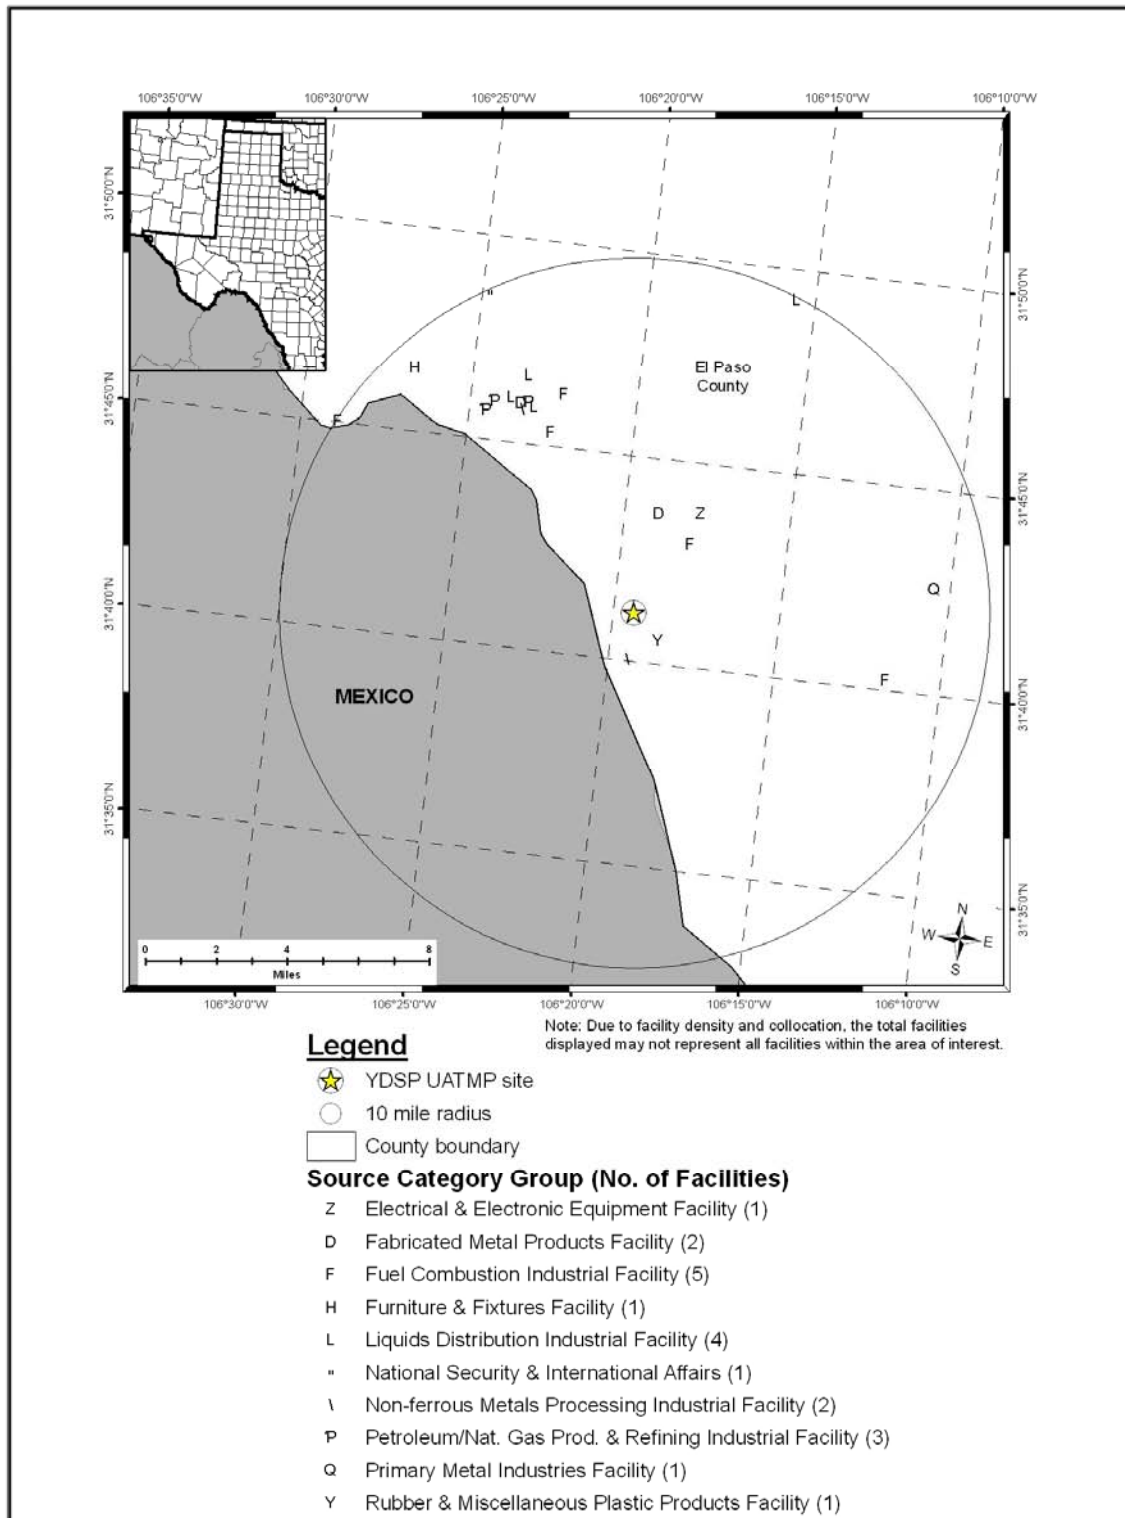 106°35'0"W 106°30'0"W 106°25'0"W 106°20'0"W 106°15'0"W 106°10'0"W
31°50'0"N
31°50'0"N
"
L
El Paso
County
H
L
F
31°45'0"N
P P L D P L
\
F
F
31°45'0"N
D Z
F
31°40'0"N
Q
Y
\
F
MEXICO
31°40'0"N
31°35'0"N
31°35'0"N
N
W E
S
0 2 4 8
Miles
106°30'0"W 106°25'0"W 106°20'0"W 106°15'0"W 106°10'0"W
Note: Due to facility density and collocation, the total facilities
displayed may not represent all facilities within the area of interest.
Legend
YDSP UATMP site
10 mile radius
County boundary
Source Category Group (No. of Facilities)
Z Electrical & Electronic Equipment Facility (1)
D Fabricated Metal Products Facility (2)
F Fuel Combustion Industrial Facility (5)
H Furniture & Fixtures Facility (1)
L Liquids Distribution Industrial Facility (4)
" National Security & International Affairs (1)
\ Non-ferrous Metals Processing Industrial Facility (2)
P Petroleum/Nat. Gas Prod. & Refining Industrial Facility (3)
Q Primary Metal Industries Facility (1)
Y Rubber & Miscellaneous Plastic Products Facility (1)